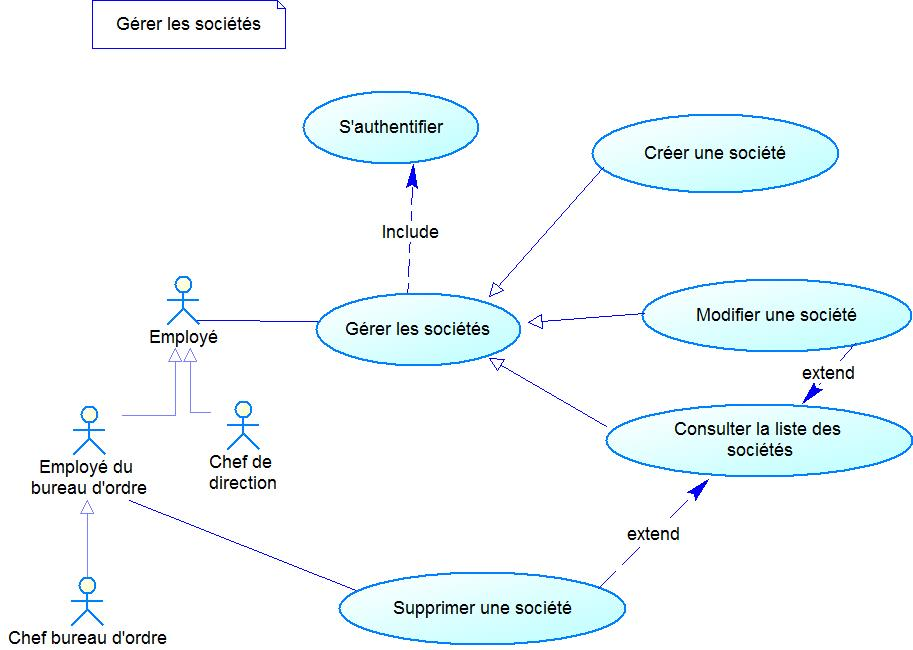 Gérer les sociétés
S'authentifier
Créer une société
Include
Employé
Gérer les sociétés
Modifier une société
extend
Consulter la liste des
sociétés
Employé du
bureau d'ordre
Chef de
direction
extend
Supprimer une société
Chef bureau d'ordre